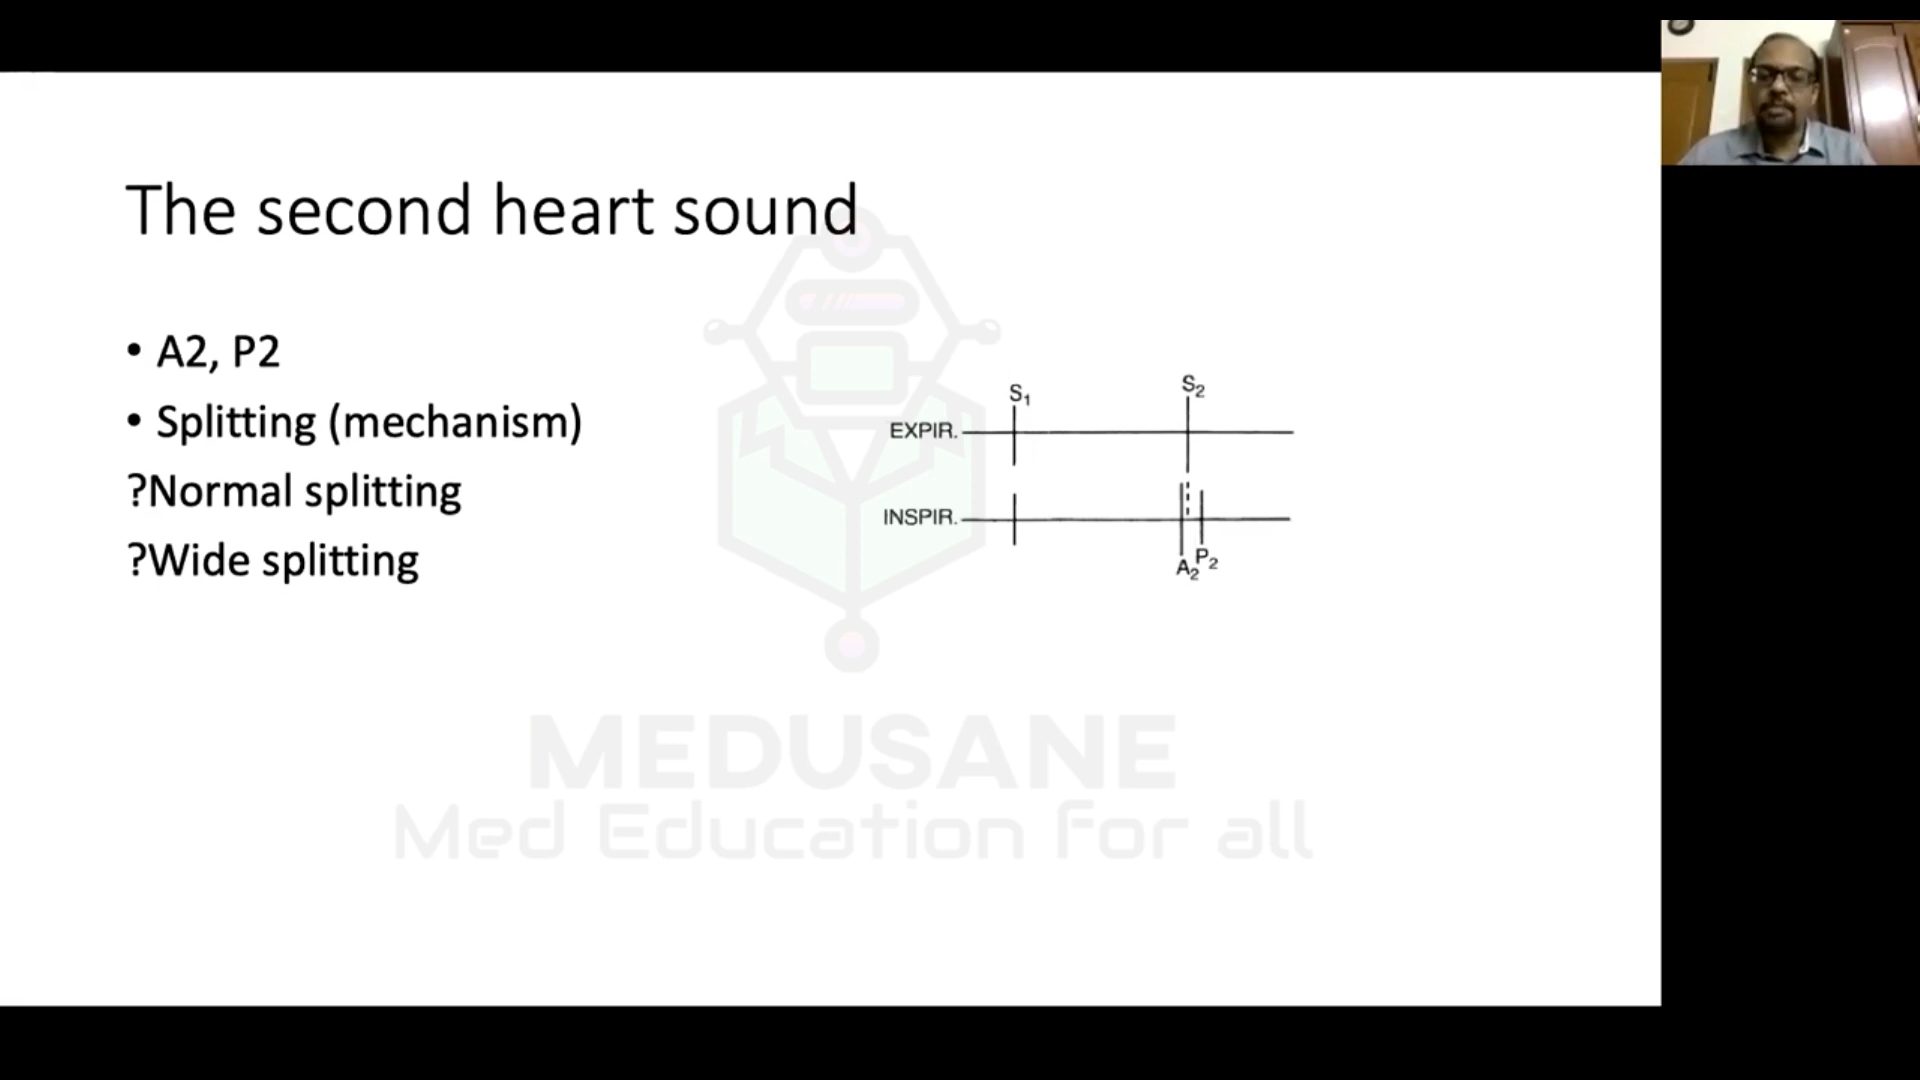 The second heart sound
• A2, P2
• Splitting (mechanism)
?Normal splitting
?Wide splitting
S₁ S₂
EXPIR.
INSPIR.
A₂ P₂
MEDUSANE
Med Education for all